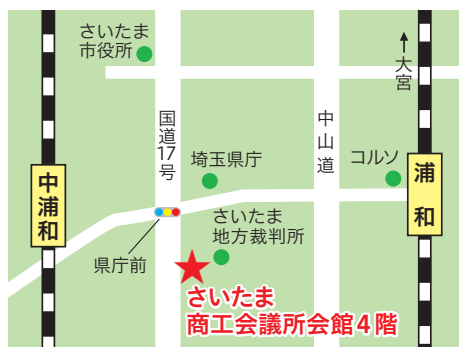 さいたま
市役所
↑
大宮
国道17号
中山道
埼玉県庁
コルソ
中浦和
浦和
さいたま
地方裁判所
県庁前
さいたま
商工会議所会館4階